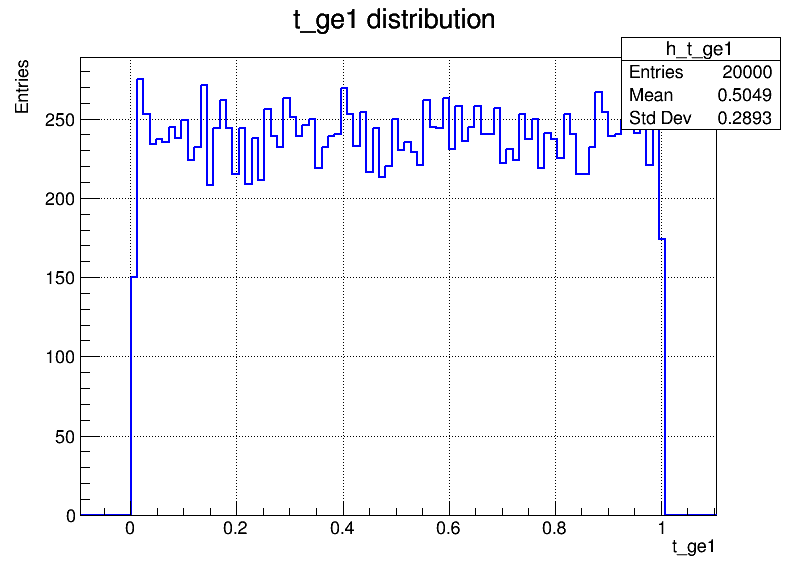 t_ge1 distribution
h_t_ge1
Entries 20000
Mean 0.5049
Std Dev 0.2893
Entries
250
200
150
100
50
0
0 0.2 0.4 0.6 0.8 1
t_ge1